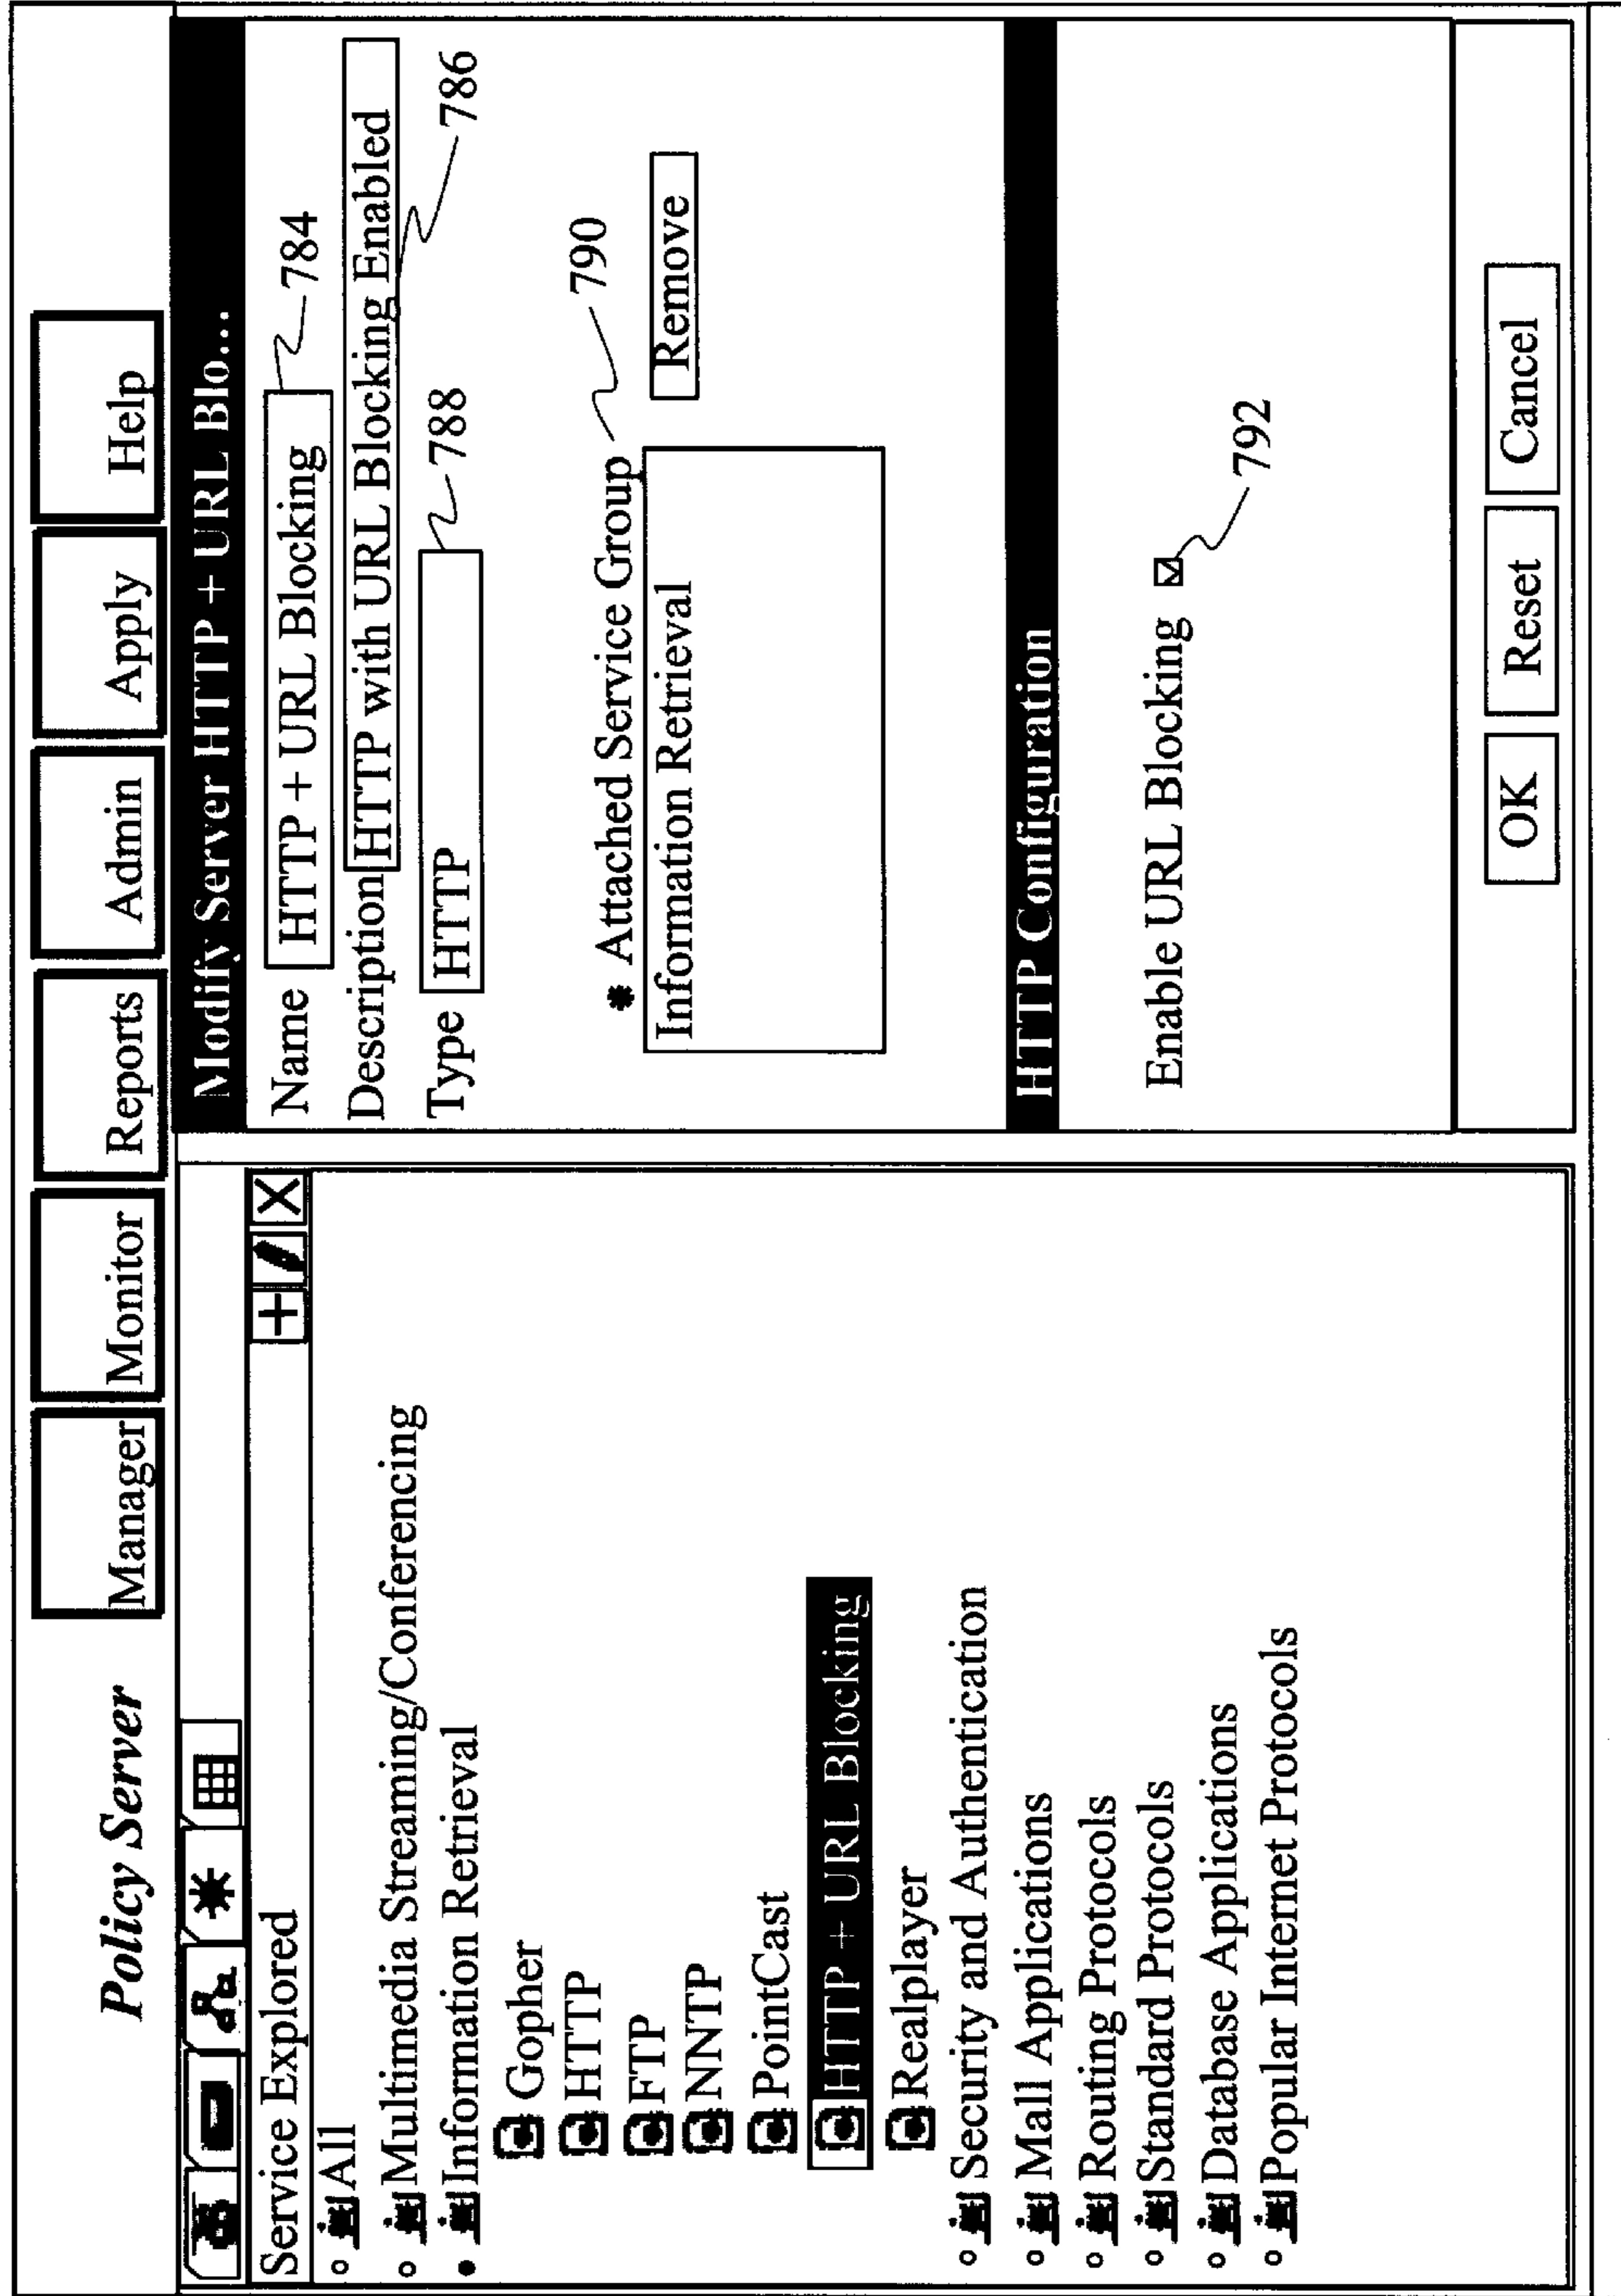 Policy Server
Manager
Monitor
Reports
Admin
Apply
Help
Service Explored
All
Multimedia Streaming/Conferencing
Information Retrieval
Gopher
HTTP
FTP
NNTP
PointCast
HTTP + URL Blocking
Realplayer
Security and Authentication
Mall Applications
Routing Protocols
Standard Protocols
Database Applications
Popular Internet Protocols
Modify Server HTTP + URL Blo...
Name HTTP + URL Blocking 784
Description HTTP with URL Blocking Enabled
786
Type HTTP 788
Attached Service Group 790
Information Retrieval
Remove
HTTP Configuration
Enable URL Blocking 792
OK
Reset
Cancel